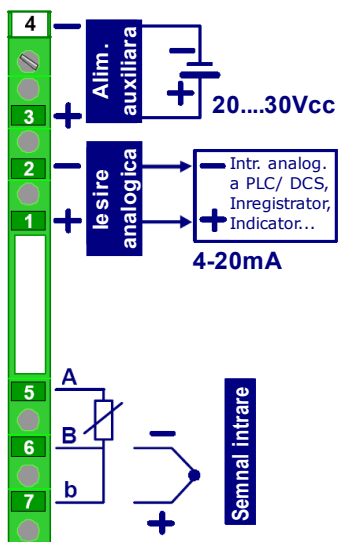 4
−
Alim.
auxiliara
−
+
3
+
20....30Vcc
2
−
Iesire
analogica
− Intr. analog.
a PLC/ DCS,
Inregistrator,
+ Indicator...
1
+
4-20mA
5
A
6
B
−
7
b
+
Semnal intrare